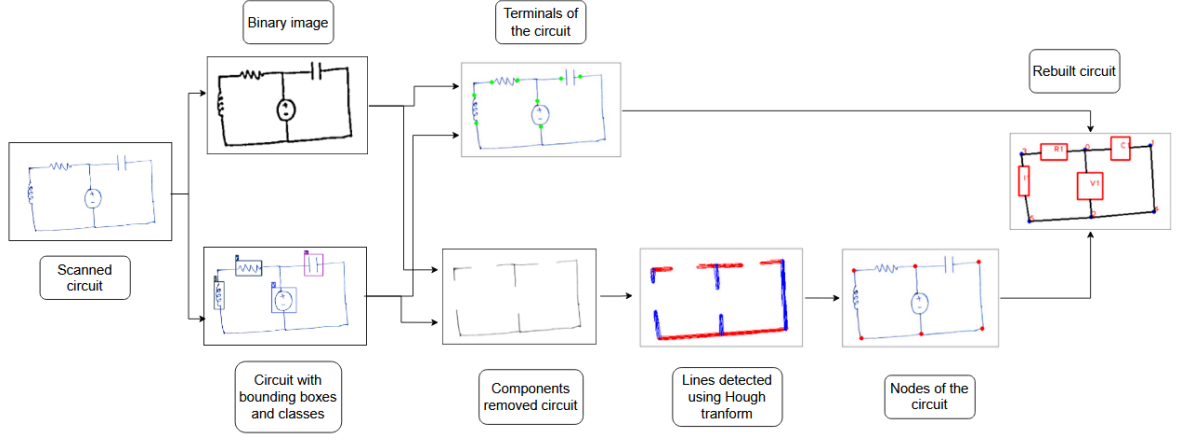 Binary image
Terminals of
the circuit
Rebuilt circuit
R1
C1
V1
Scanned
circuit
Circuit with
bounding boxes
and classes
Components
removed circuit
Lines detected
using Hough
tranform
Nodes of the
circuit